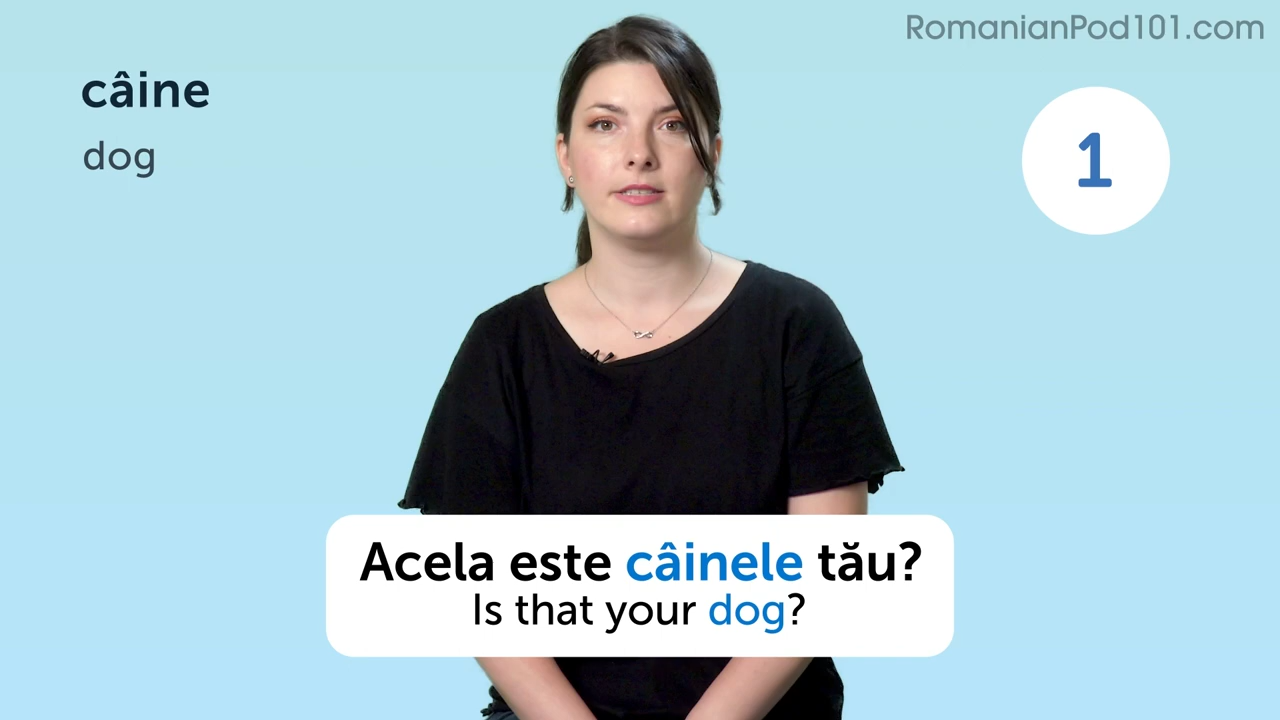 RomanianPod101.com
câine
dog
1
Acela este câinele tău?
Is that your dog?